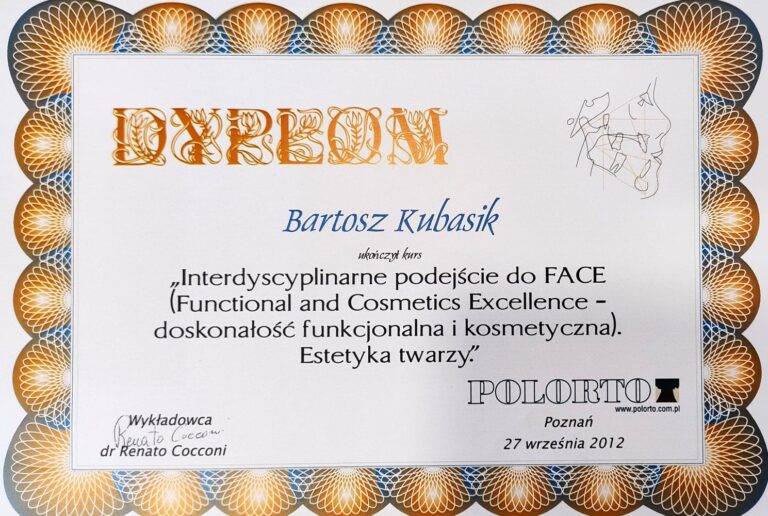 DYPLOM
Bartosz Kubasik
ukończył kurs
„Interdyscyplinarne podejście do FACE
(Functional and Cosmetics Excellence –
doskonałość funkcjonalna i kosmetyczna).
Estetyka twarzy."
POLORTO
www.polorto.com.pl
Wykładowca
Renato Cocconi
dr Renato Cocconi
Poznań
27 września 2012